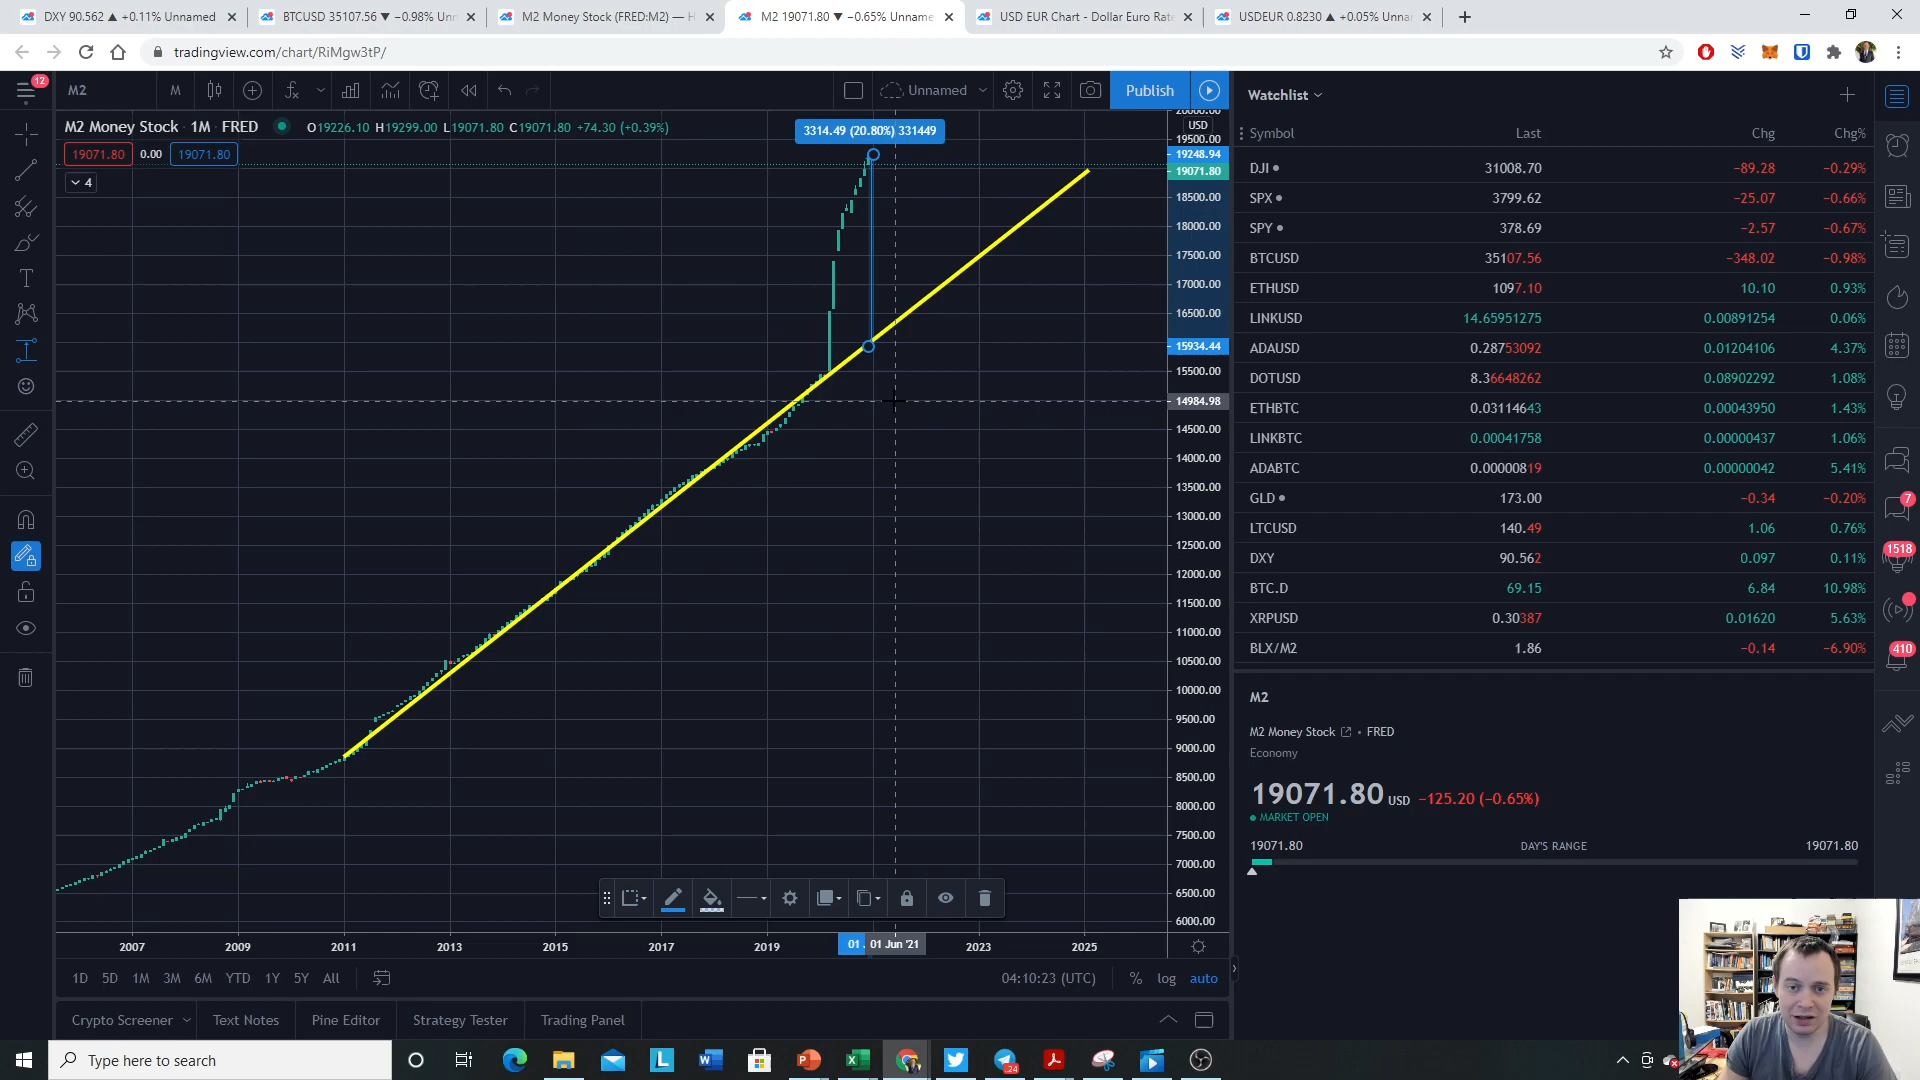 DXY 90.562 ▲ +0.11% Unnamed
BTCUSD 35107.56 ▼ −0.98% Unn
M2 Money Stock (FRED:M2) — H
M2 19071.80 ▼ −0.65% Unname
USD EUR Chart - Dollar Euro Rate
USDEUR 0.8230 ▲ +0.05% Unna
tradingview.com/chart/RiMgw3tP/
12
M2
M
Unnamed
Publish
M2 Money Stock · 1M · FRED
O19226.10 H19299.00 L19071.80 C19071.80 +74.30 (+0.39%)
19071.80
0.00
19071.80
4
3314.49 (20.80%) 331449
20000.00
USD
19500.00
19248.94
19071.80
18500.00
18000.00
17500.00
17000.00
16500.00
15934.44
15500.00
14984.98
14500.00
14000.00
13500.00
13000.00
12500.00
12000.00
11500.00
11000.00
10500.00
10000.00
9500.00
9000.00
8500.00
8000.00
7500.00
7000.00
6500.00
6000.00
2007 2009 2011 2013 2015 2017 2019 01 . 01 Jun '21 2023 2025
1D 5D 1M 3M 6M YTD 1Y 5Y All
04:10:23 (UTC) % log auto
Crypto Screener Text Notes Pine Editor Strategy Tester Trading Panel
Watchlist
Symbol Last Chg Chg%
DJI 31008.70 −89.28 −0.29%
SPX 3799.62 −25.07 −0.66%
SPY 378.69 −2.57 −0.67%
BTCUSD 35107.56 −348.02 −0.98%
ETHUSD 1097.10 10.10 0.93%
LINKUSD 14.65951275 0.00891254 0.06%
ADAUSD 0.28753092 0.01204106 4.37%
DOTUSD 8.36648262 0.08902292 1.08%
ETHBTC 0.03114643 0.00043950 1.43%
LINKBTC 0.00041758 0.00000437 1.06%
ADABTC 0.00000819 0.00000042 5.41%
GLD 173.00 −0.34 −0.20%
LTCUSD 140.49 1.06 0.76%
DXY 90.562 0.097 0.11%
BTC.D 69.15 6.84 10.98%
XRPUSD 0.30387 0.01620 5.63%
BLX/M2 1.86 −0.14 −6.90%
M2
M2 Money Stock • FRED
Economy
19071.80 USD −125.20 (−0.65%)
MARKET OPEN
19071.80 DAY'S RANGE 19071.80
7
1518
410
Type here to search
24